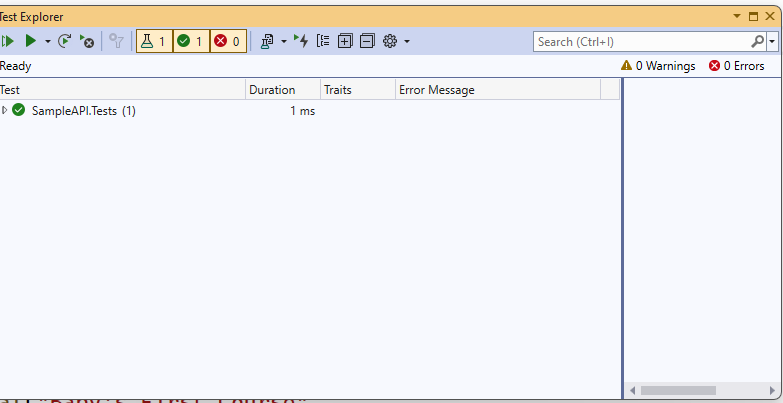 Test Explorer
1 1 0
Search (Ctrl+I)
Ready
0 Warnings 0 Errors
Test Duration Traits Error Message
SampleAPI.Tests (1) 1 ms